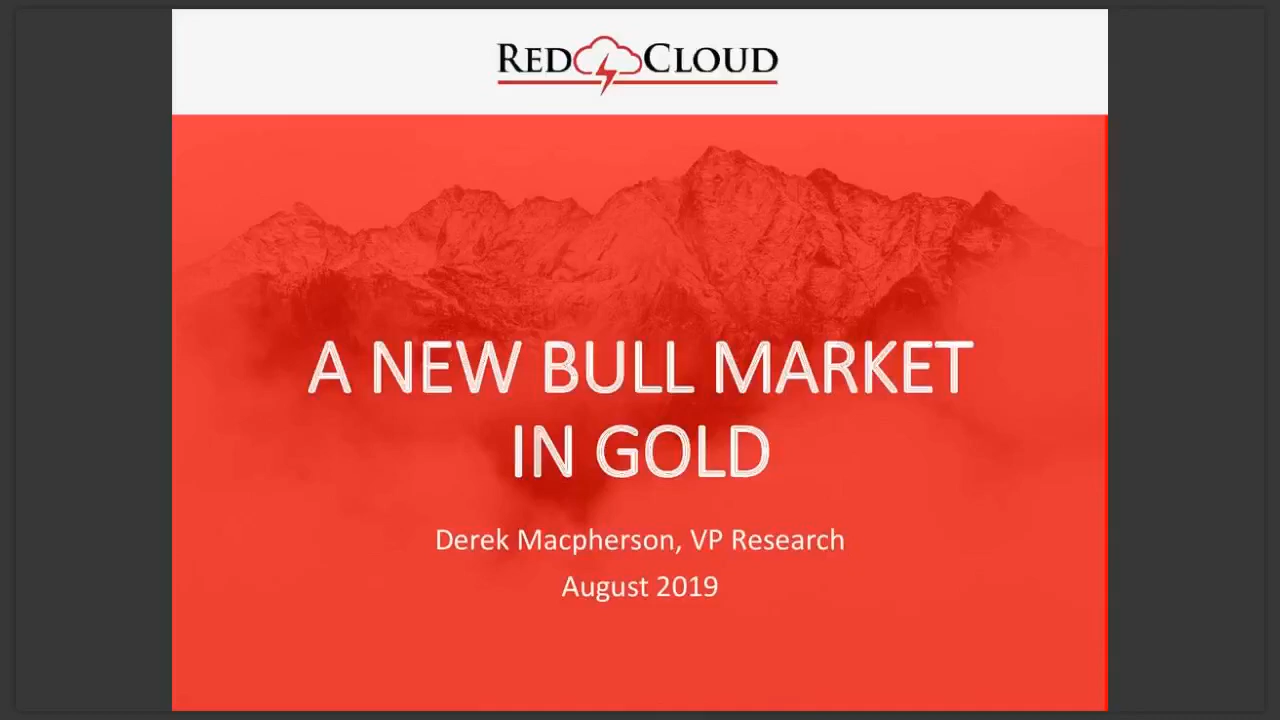 RED CLOUD
A NEW BULL MARKET
IN GOLD
Derek Macpherson, VP Research
August 2019